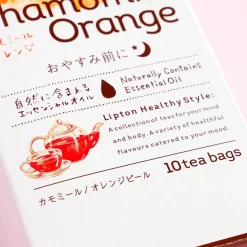 Chamomile
Orange
カモミール
オレンジ
おやすみ前に
自然に含まれる
エッセンシャルオイル
Naturally Contains
Essential Oil
Lipton Healthy Style:
A collection of teas for your mind
and body. A variety of healthful
flavours catered to your mood.
カモミール/オレンジピール
10 tea bags